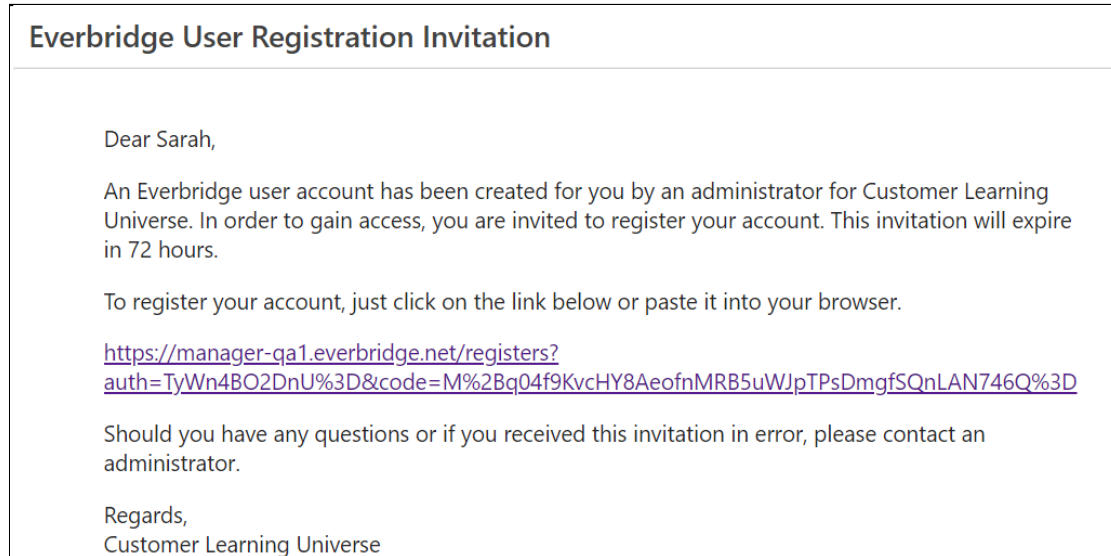 Everbridge User Registration Invitation
Dear Sarah,
An Everbridge user account has been created for you by an administrator for Customer Learning
Universe. In order to gain access, you are invited to register your account. This invitation will expire
in 72 hours.
To register your account, just click on the link below or paste it into your browser.
https://manager-qa1.everbridge.net/registers?
auth=TyWn4BO2DnU%3D&code=M%2Bq04f9KvcHY8AeofnMRB5uWJpTPsDmgfSQnLAN746Q%3D
Should you have any questions or if you received this invitation in error, please contact an
administrator.
Regards,
Customer Learning Universe